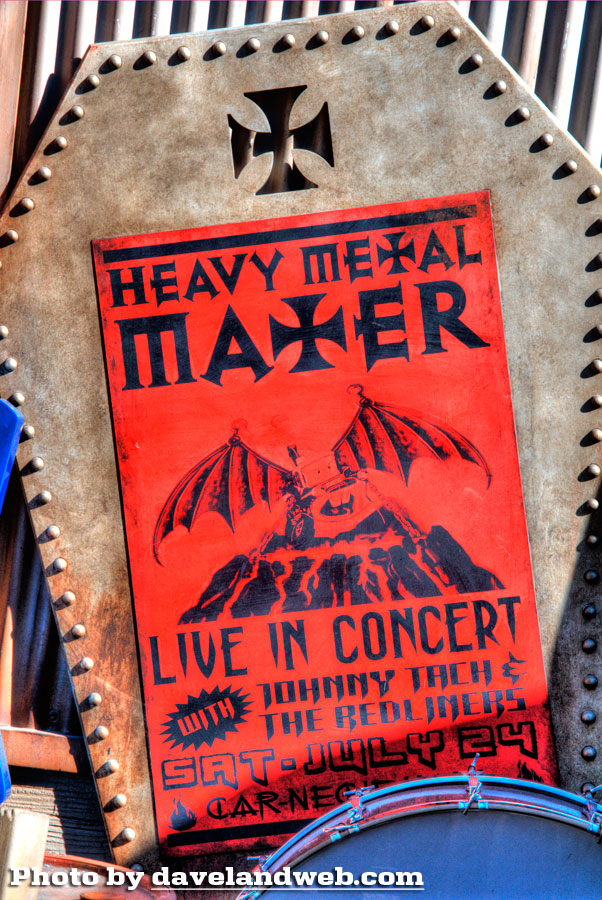 HEAVY METAL
MATER
LIVE IN CONCERT
WITH
JOHNNY TACH &
THE REDLINERS
SAT. JULY 24
Photo by davelandweb.com